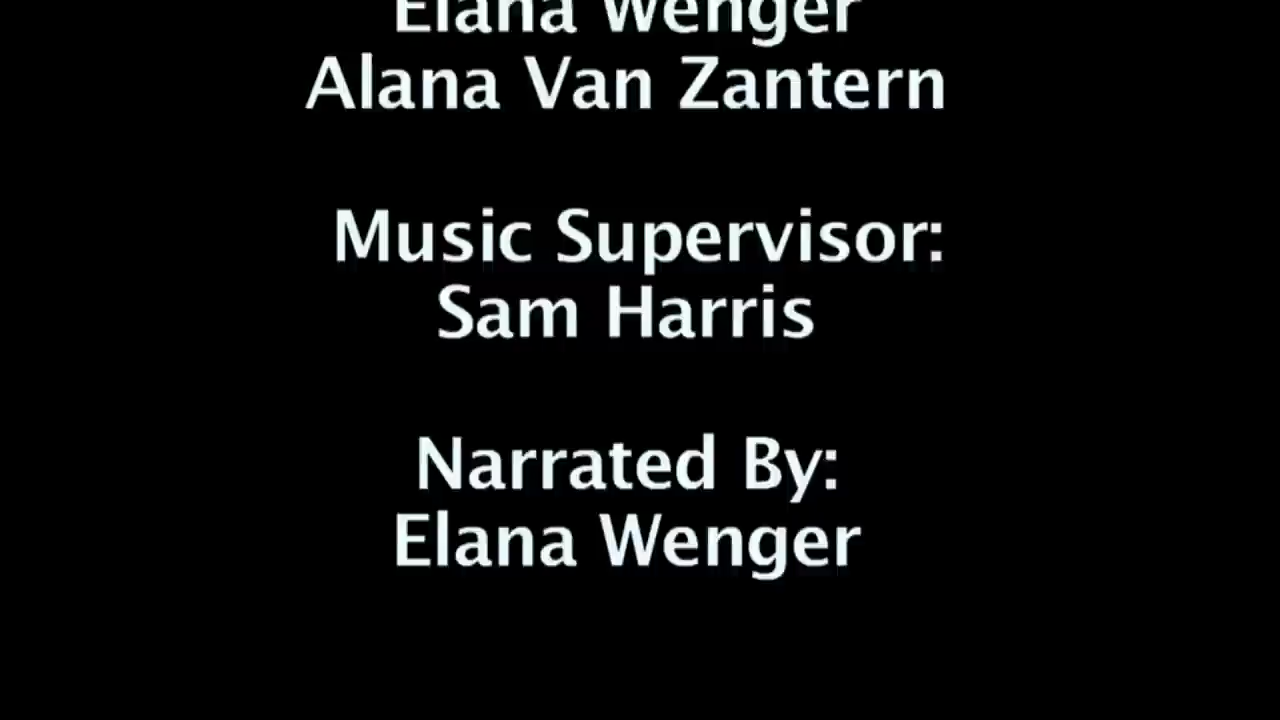 Elana Wenger
Alana Van Zantern
Music Supervisor:
Sam Harris
Narrated By:
Elana Wenger